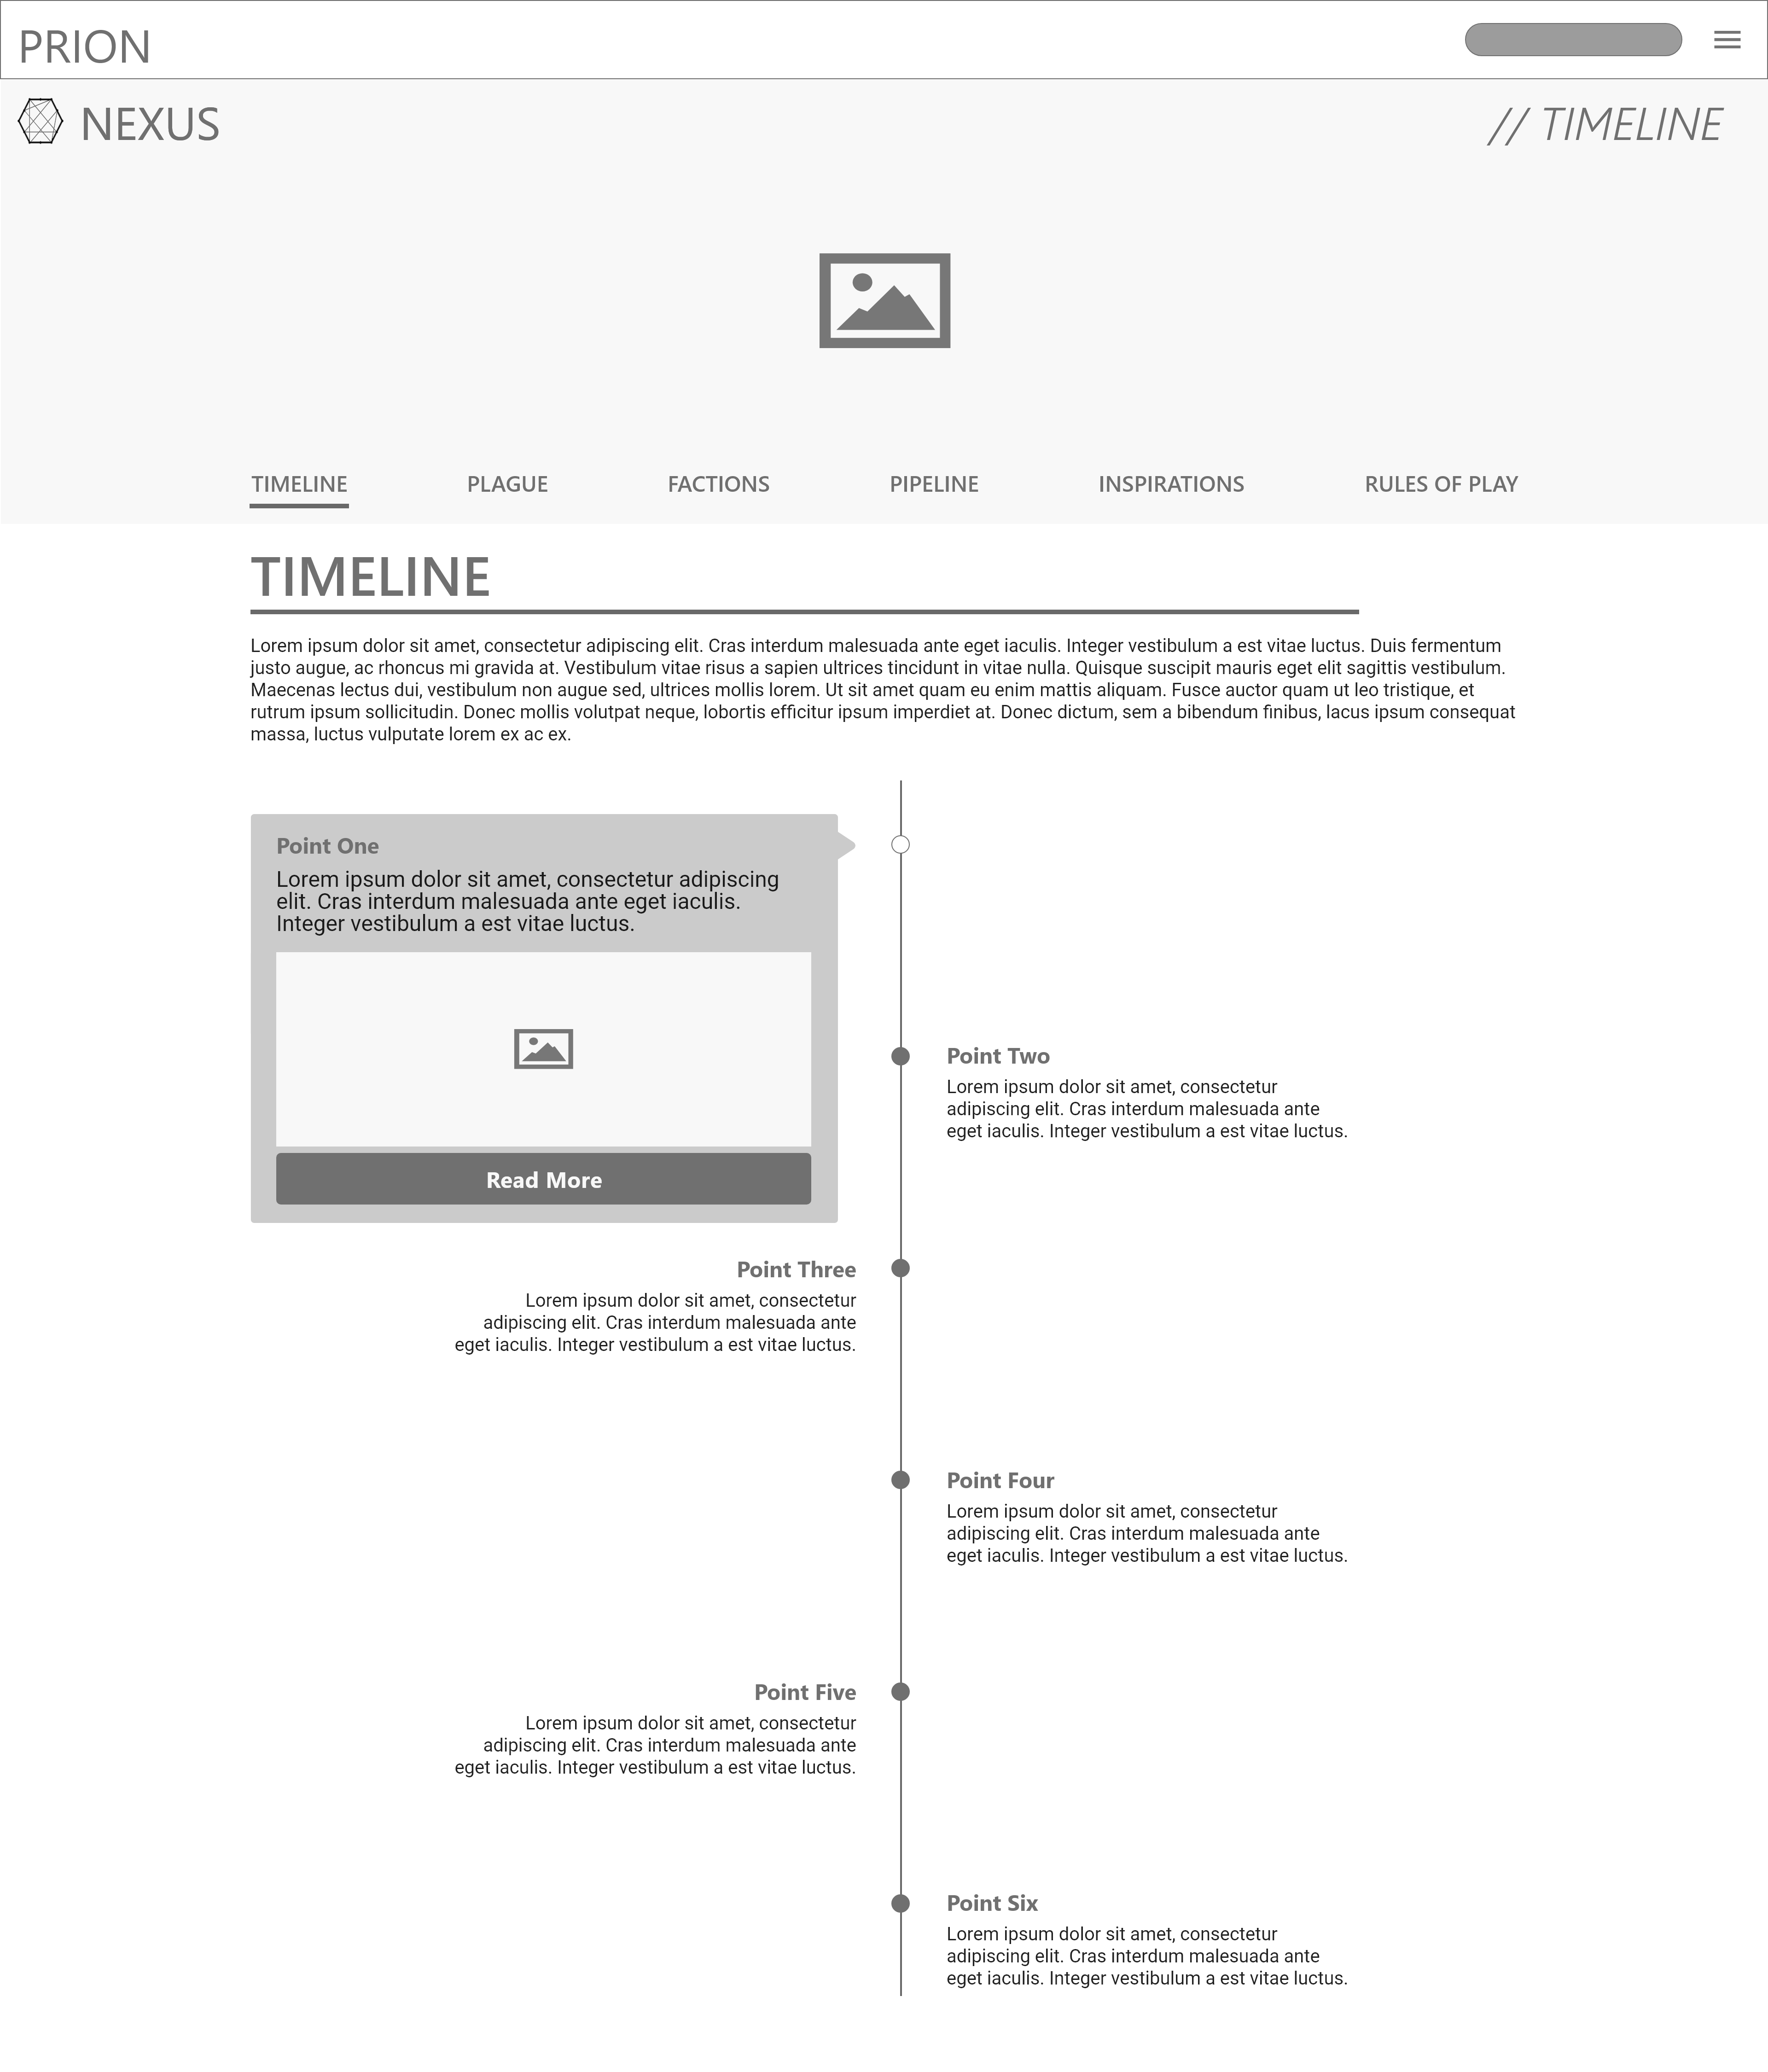 PRION
NEXUS
// TIMELINE
TIMELINE
PLAGUE
FACTIONS
PIPELINE
INSPIRATIONS
RULES OF PLAY
TIMELINE
Lorem ipsum dolor sit amet, consectetur adipiscing elit. Cras interdum malesuada ante eget iaculis. Integer vestibulum a est vitae luctus. Duis fermentum
justo augue, ac rhoncus mi gravida at. Vestibulum vitae risus a sapien ultrices tincidunt in vitae nulla. Quisque suscipit mauris eget elit sagittis vestibulum.
Maecenas lectus dui, vestibulum non augue sed, ultrices mollis lorem. Ut sit amet quam eu enim mattis aliquam. Fusce auctor quam ut leo tristique, et
rutrum ipsum sollicitudin. Donec mollis volutpat neque, lobortis efficitur ipsum imperdiet at. Donec dictum, sem a bibendum finibus, lacus ipsum consequat
massa, luctus vulputate lorem ex ac ex.
Point One
Lorem ipsum dolor sit amet, consectetur adipiscing
elit. Cras interdum malesuada ante eget iaculis.
Integer vestibulum a est vitae luctus.
Read More
Point Two
Lorem ipsum dolor sit amet, consectetur
adipiscing elit. Cras interdum malesuada ante
eget iaculis. Integer vestibulum a est vitae luctus.
Point Three
Lorem ipsum dolor sit amet, consectetur
adipiscing elit. Cras interdum malesuada ante
eget iaculis. Integer vestibulum a est vitae luctus.
Point Four
Lorem ipsum dolor sit amet, consectetur
adipiscing elit. Cras interdum malesuada ante
eget iaculis. Integer vestibulum a est vitae luctus.
Point Five
Lorem ipsum dolor sit amet, consectetur
adipiscing elit. Cras interdum malesuada ante
eget iaculis. Integer vestibulum a est vitae luctus.
Point Six
Lorem ipsum dolor sit amet, consectetur
adipiscing elit. Cras interdum malesuada ante
eget iaculis. Integer vestibulum a est vitae luctus.